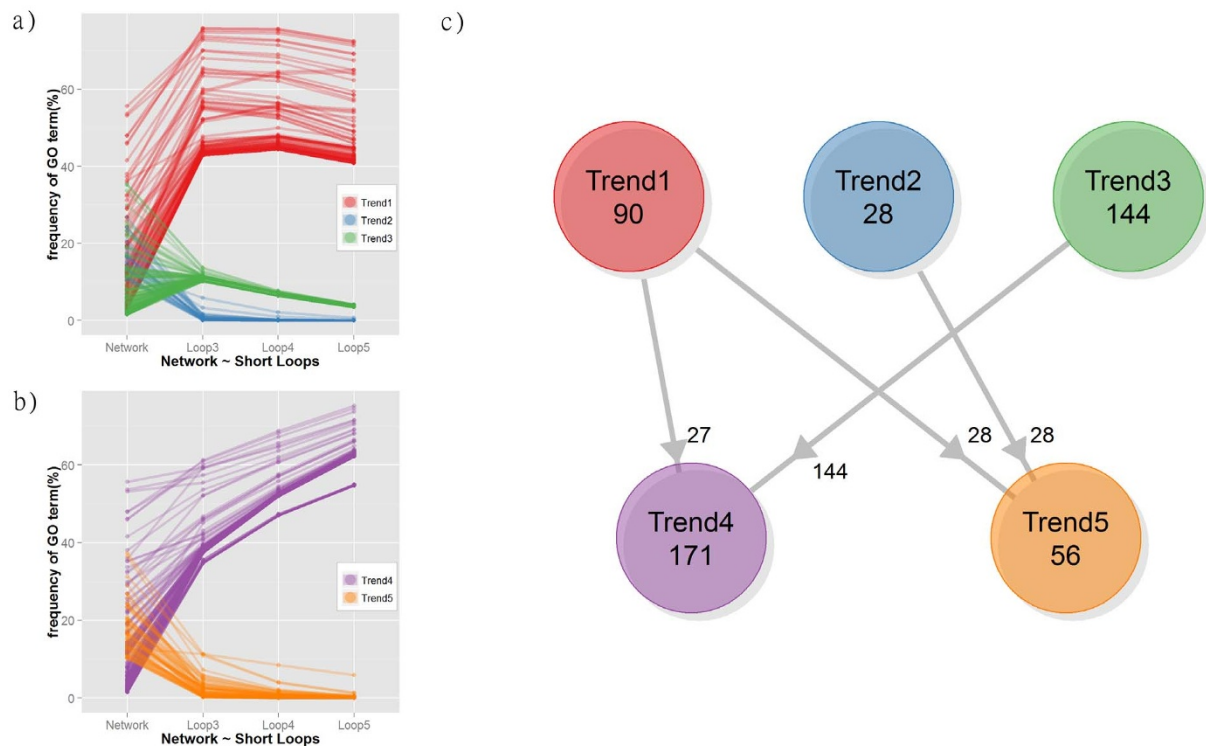 a)
frequency of GO term(%)
60
40
20
0
Trend1
Trend2
Trend3
Network Loop3 Loop4 Loop5
Network ~ Short Loops
b)
frequency of GO term(%)
60
40
20
0
Trend4
Trend5
Network Loop3 Loop4 Loop5
Network ~ Short Loops
c)
Trend1
90
Trend2
28
Trend3
144
27
144
28
28
Trend4
171
Trend5
56